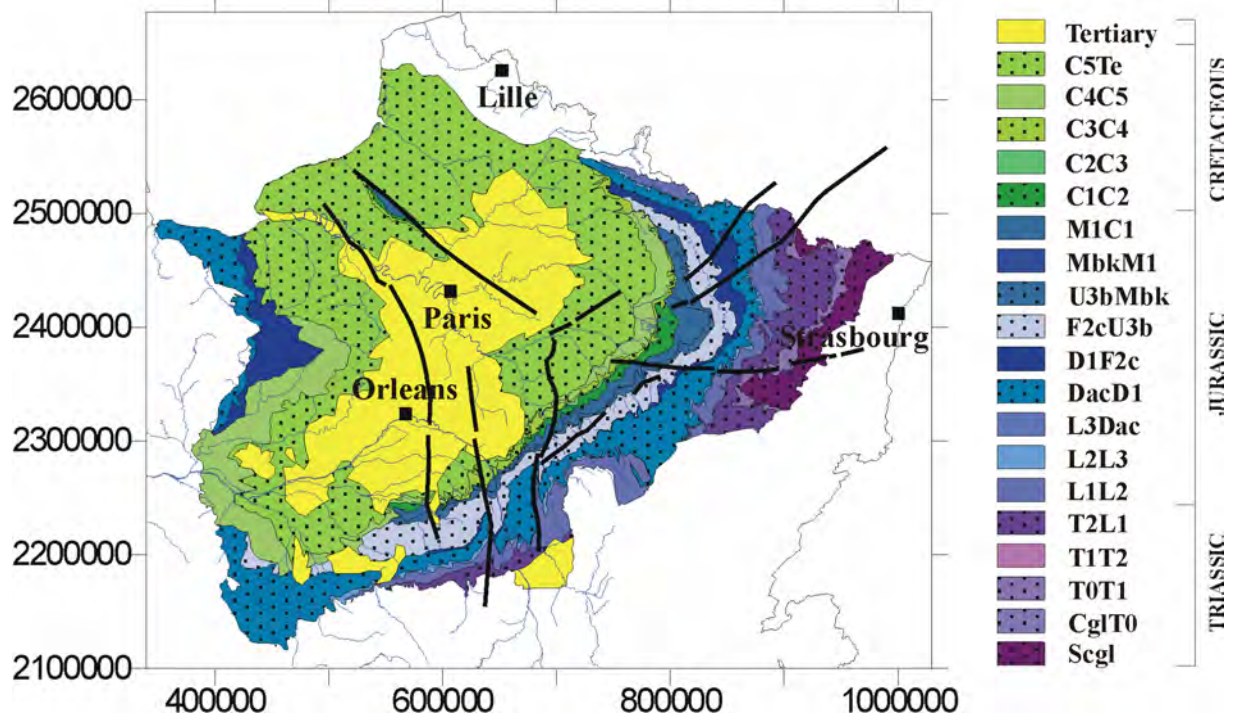 2600000
2500000
2400000
2300000
2200000
2100000
400000
600000
800000
1000000
Lille
Paris
Strasbourg
Orleans
Tertiary
C5Te
C4C5
C3C4
C2C3
C1C2
M1C1
MbkM1
U3bMbk
F2cU3b
D1F2c
DacD1
L3Dac
L2L3
L1L2
T2L1
T1T2
T0T1
CglT0
Scgl
CRETACEOUS
JURASSIC
TRIASSIC